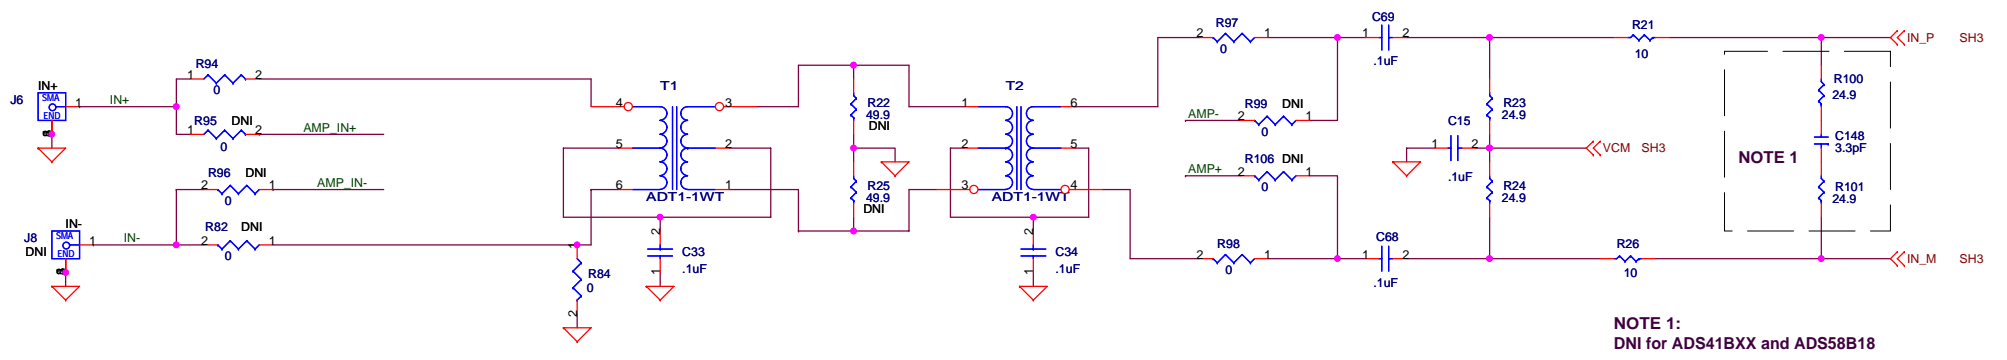 J6
IN+
SMA
END
1
IN+
R94
1
2
0
R95
DNI
1
2
0
AMP_IN+
R96
DNI
2
1
0
AMP_IN-
J8
DNI
IN-
SMA
END
1
IN-
R82
DNI
2
1
0
1
R84
0
2
T1
4
3
5
2
6
1
ADT1-1WT
2
C33
1
.1uF
R22
49.9
DNI
R25
49.9
DNI
T2
1
6
2
5
3
4
ADT1-1WT
2
C34
1
.1uF
R97
2
1
0
AMP-
R99
DNI
2
1
0
AMP+
R106
DNI
2
1
0
R98
2
1
0
C69
1
2
.1uF
C68
1
2
.1uF
C15
1
2
.1uF
R23
24.9
R24
24.9
VCM
SH3
R21
10
R26
10
NOTE 1
R100
24.9
C148
3.3pF
R101
24.9
IN_P
SH3
IN_M
SH3
NOTE 1:
DNI for ADS41BXX and ADS58B18